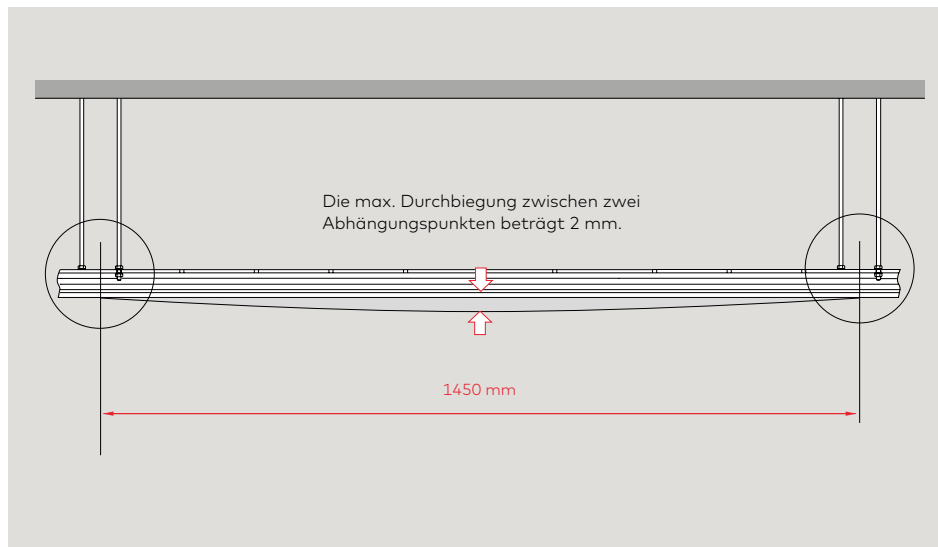 Die max. Durchbiegung zwischen zwei
Abhängungspunkten beträgt 2 mm.
1450 mm